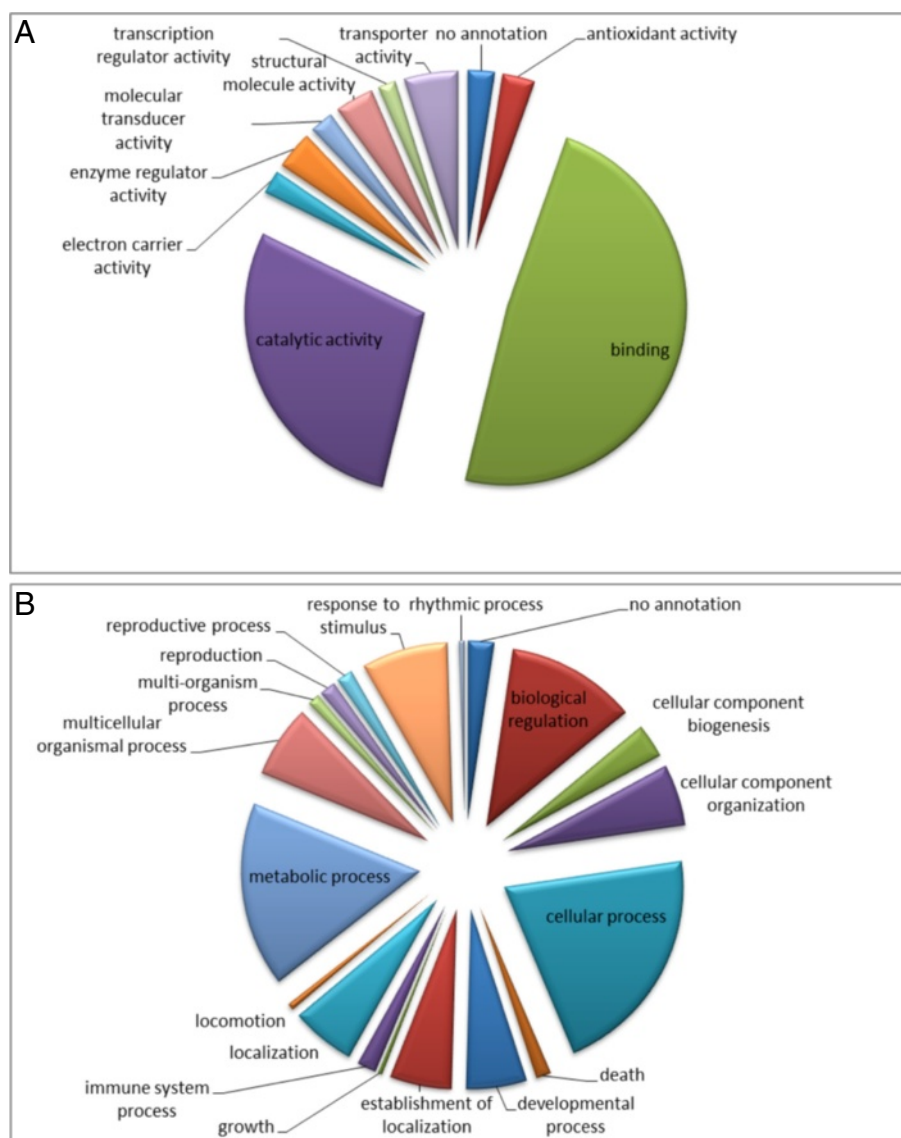 A
transcription
regulator activity
structural
molecule activity
transporter
activity
no annotation
antioxidant activity
molecular
transducer
activity
enzyme regulator
activity
electron carrier
activity
catalytic activity
binding
B
response to
stimulus
rhythmic process
no annotation
reproductive process
reproduction
multi-organism
process
multicellular
organismal process
biological
regulation
cellular component
biogenesis
cellular component
organization
metabolic process
cellular process
locomotion
localization
immune system
process
growth
establishment of
localization
developmental
process
death